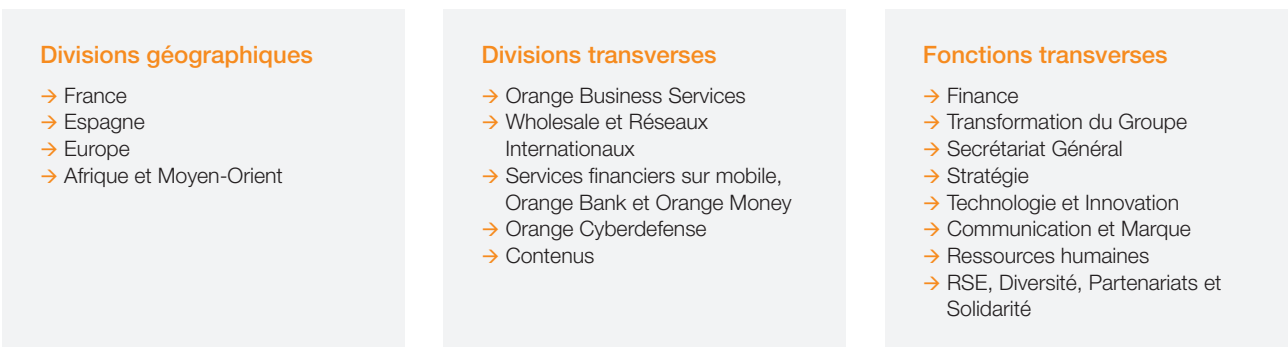 Divisions géographiques
→ France
→ Espagne
→ Europe
→ Afrique et Moyen-Orient
Divisions transverses
→ Orange Business Services
→ Wholesale et Réseaux
Internationaux
→ Services financiers sur mobile,
Orange Bank et Orange Money
→ Orange Cyberdefense
→ Contenus
Fonctions transverses
→ Finance
→ Transformation du Groupe
→ Secrétariat Général
→ Stratégie
→ Technologie et Innovation
→ Communication et Marque
→ Ressources humaines
→ RSE, Diversité, Partenariats et
Solidarité